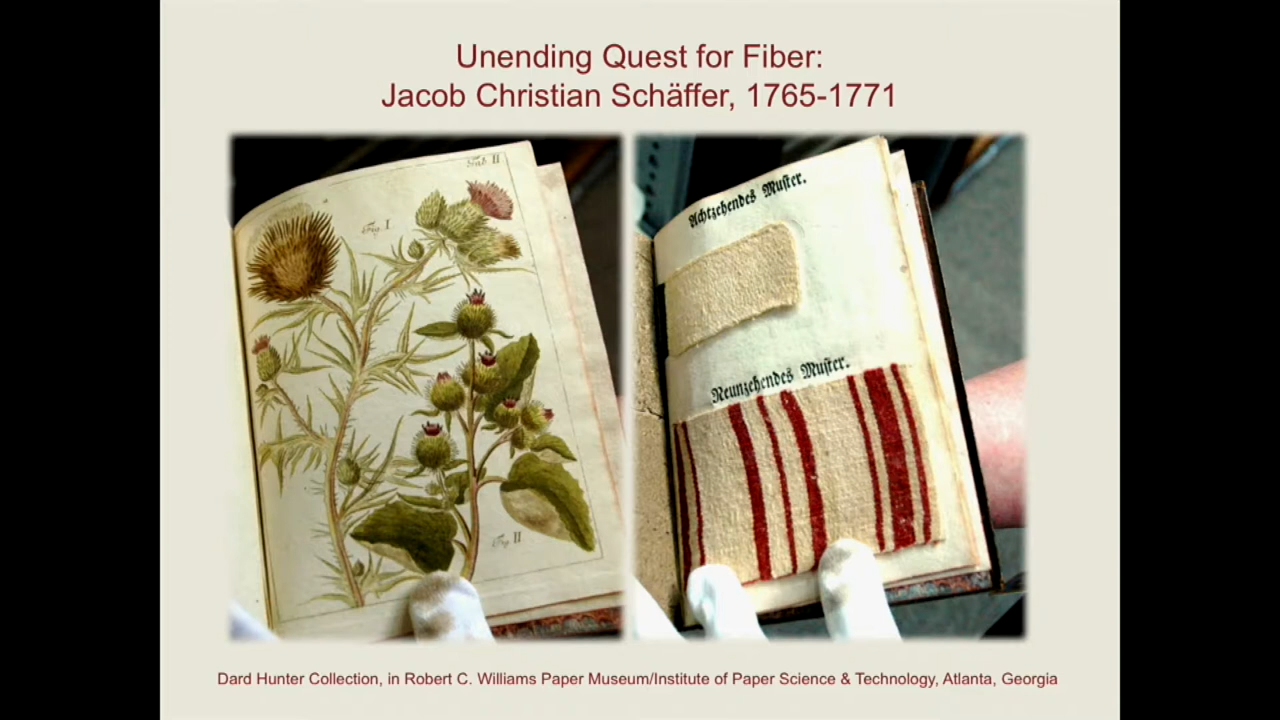 Unending Quest for Fiber:
Jacob Christian Schäffer, 1765-1771
Tab. II.
Fig. I
Fig. II
Achtzehendes Muster.
Neunzehendes Muster.
Dard Hunter Collection, in Robert C. Williams Paper Museum/Institute of Paper Science & Technology, Atlanta, Georgia